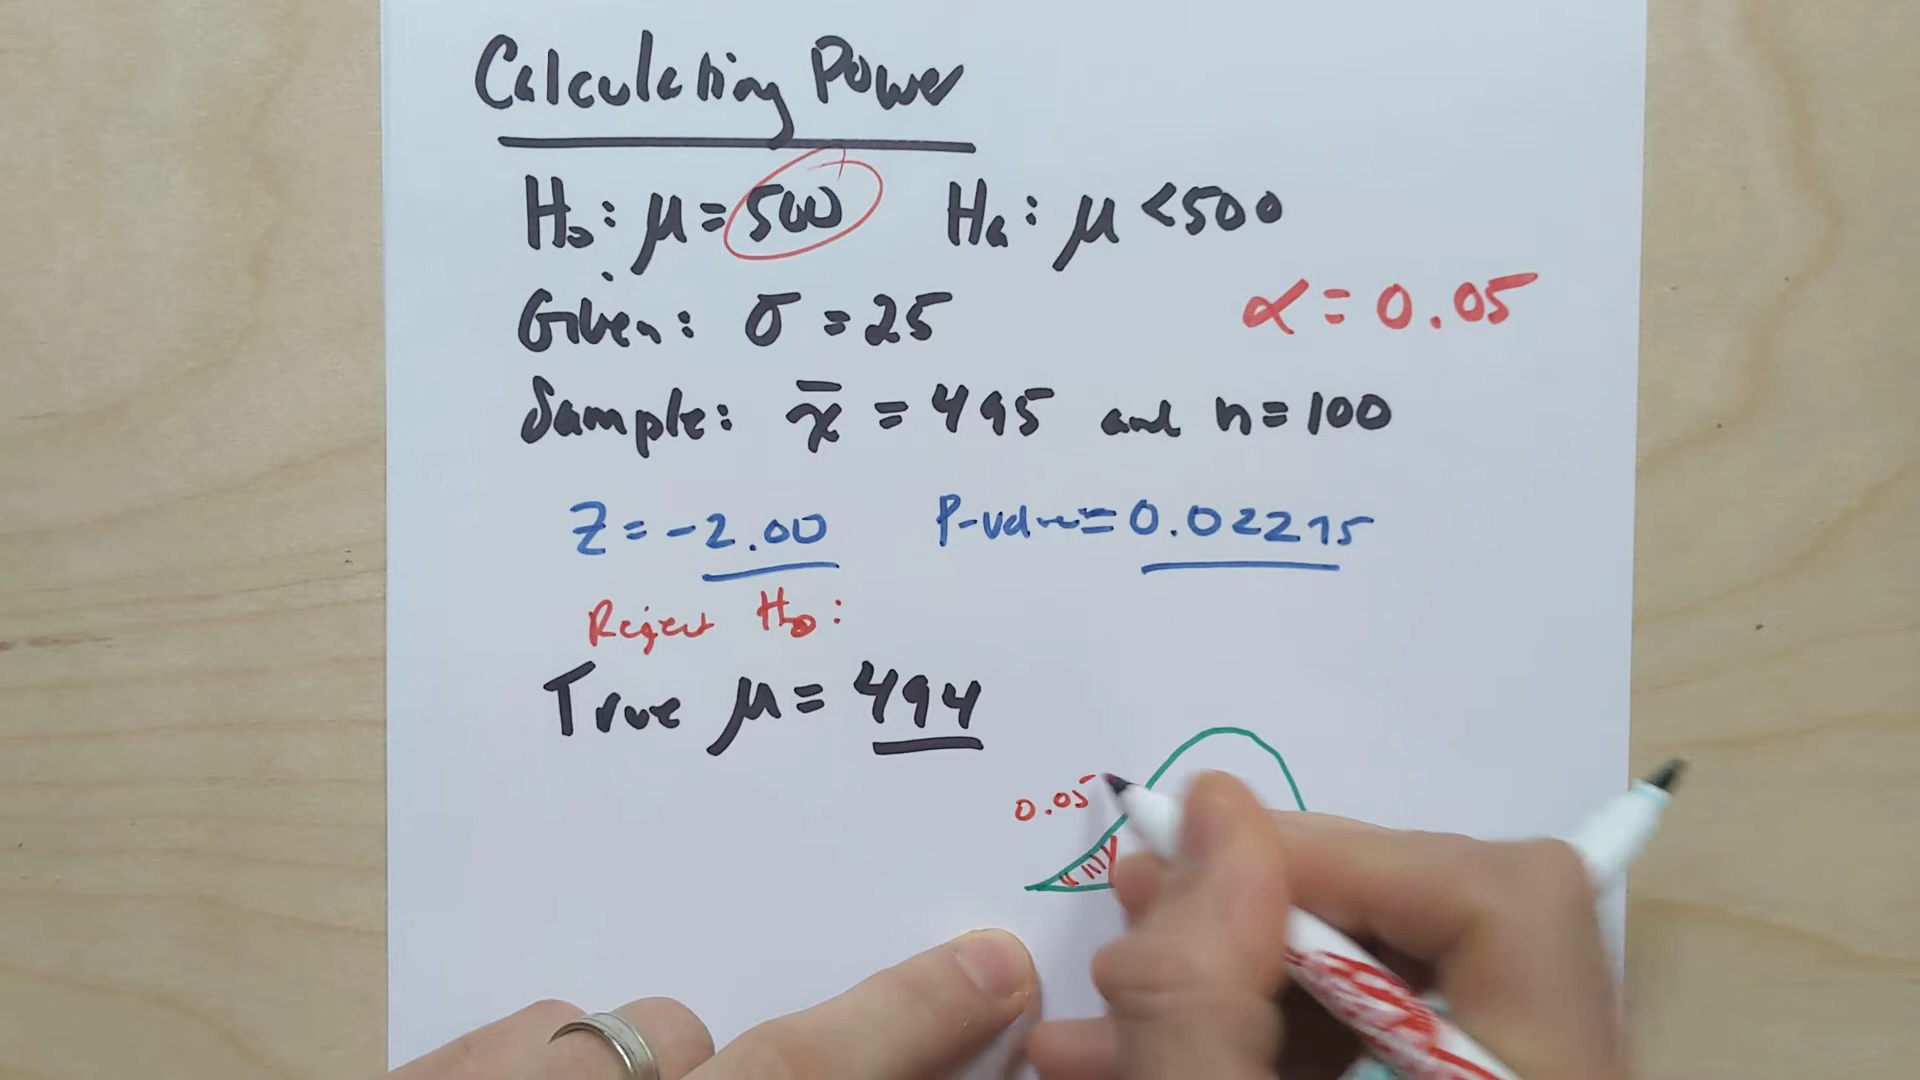 Calculating Power
H₀: μ = 500 Hₐ: μ < 500
Given: σ = 25 α = 0.05
Sample: x̄ = 495 and n = 100
Z = -2.00 P-value = 0.02275
Reject H₀:
True μ = 494
0.05